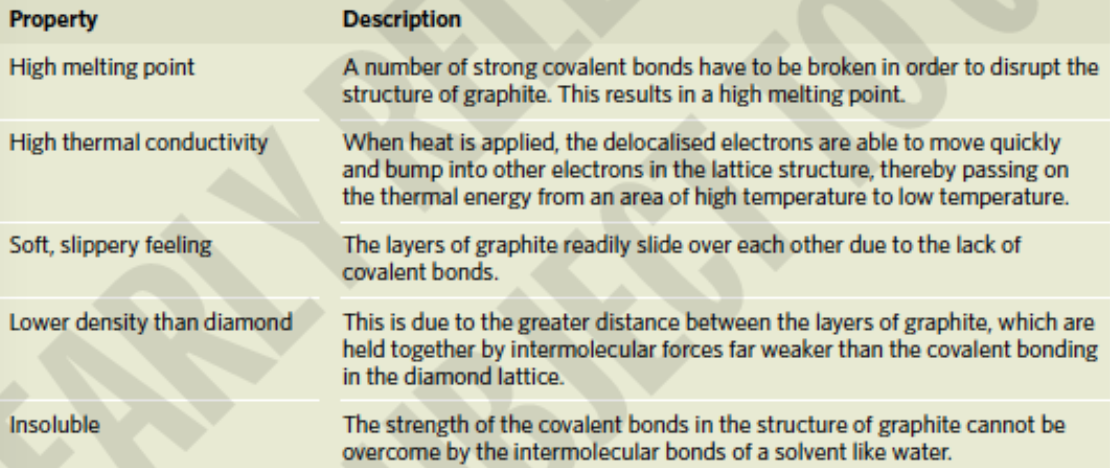 Property Description
High melting point A number of strong covalent bonds have to be broken in order to disrupt the
structure of graphite. This results in a high melting point.
High thermal conductivity When heat is applied, the delocalised electrons are able to move quickly
and bump into other electrons in the lattice structure, thereby passing on
the thermal energy from an area of high temperature to low temperature.
Soft, slippery feeling The layers of graphite readily slide over each other due to the lack of
covalent bonds.
Lower density than diamond This is due to the greater distance between the layers of graphite, which are
held together by intermolecular forces far weaker than the covalent bonding
in the diamond lattice.
Insoluble The strength of the covalent bonds in the structure of graphite cannot be
overcome by the intermolecular bonds of a solvent like water.
EARLY